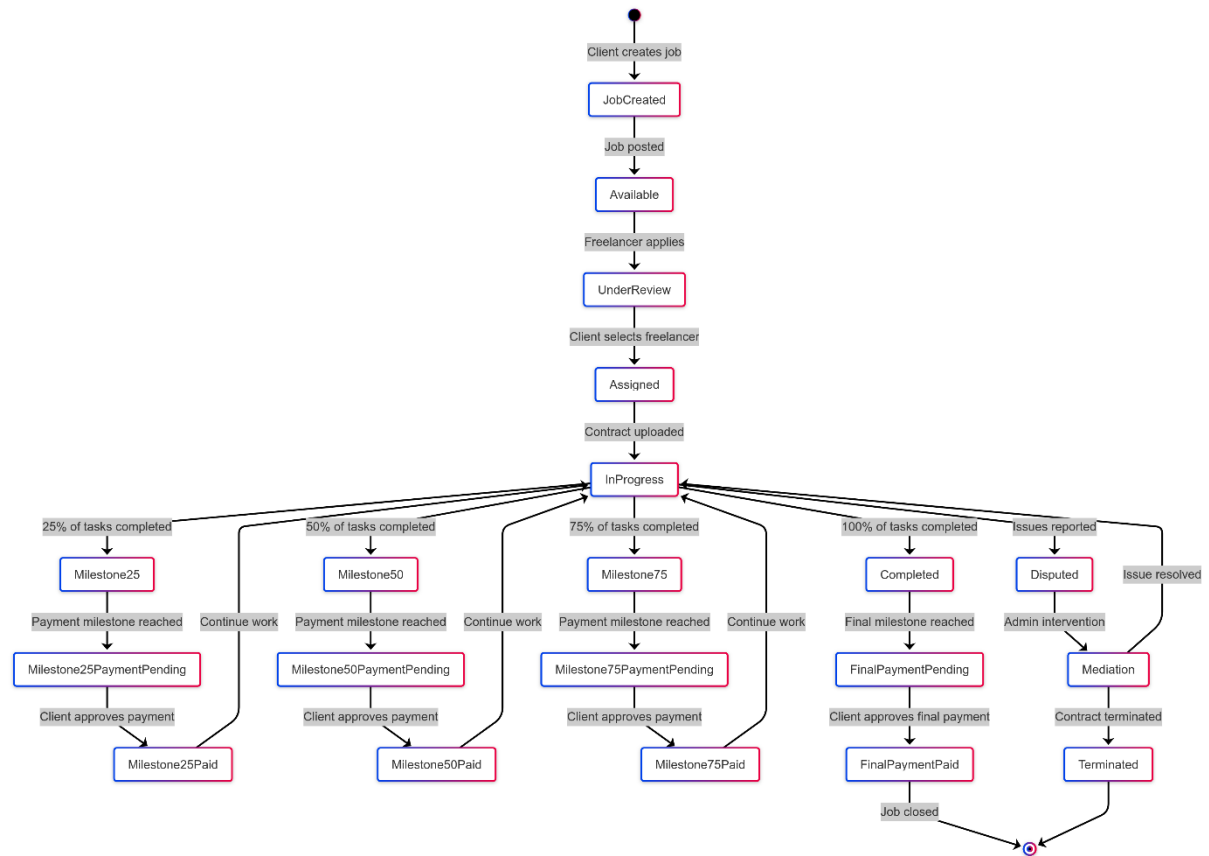 Client creates job
JobCreated
Job posted
Available
Freelancer applies
UnderReview
Client selects freelancer
Assigned
Contract uploaded
InProgress
25% of tasks completed
50% of tasks completed
75% of tasks completed
100% of tasks completed
Issues reported
Milestone25
Milestone50
Milestone75
Completed
Disputed
Issue resolved
Payment milestone reached
Continue work
Payment milestone reached
Continue work
Payment milestone reached
Continue work
Final milestone reached
Admin intervention
Milestone25PaymentPending
Milestone50PaymentPending
Milestone75PaymentPending
FinalPaymentPending
Mediation
Client approves payment
Client approves payment
Client approves payment
Client approves final payment
Contract terminated
Milestone25Paid
Milestone50Paid
Milestone75Paid
FinalPaymentPaid
Terminated
Job closed